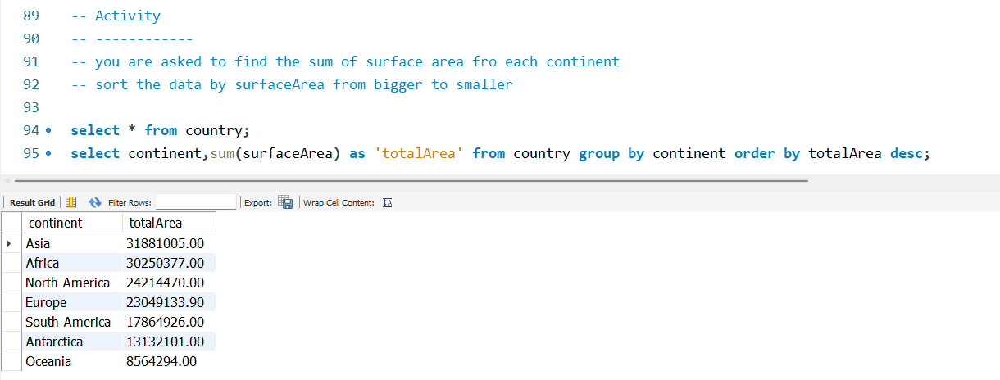 89 -- Activity
90 -- ------------
91 -- you are asked to find the sum of surface area fro each continent
92 -- sort the data by surfaceArea from bigger to smaller
93
94 select * from country;
95 select continent,sum(surfaceArea) as 'totalArea' from country group by continent order by totalArea desc;
Result Grid Filter Rows: Export: Wrap Cell Content: IA
continent totalArea
Asia 31881005.00
Africa 30250377.00
North America 24214470.00
Europe 23049133.90
South America 17864926.00
Antarctica 13132101.00
Oceania 8564294.00